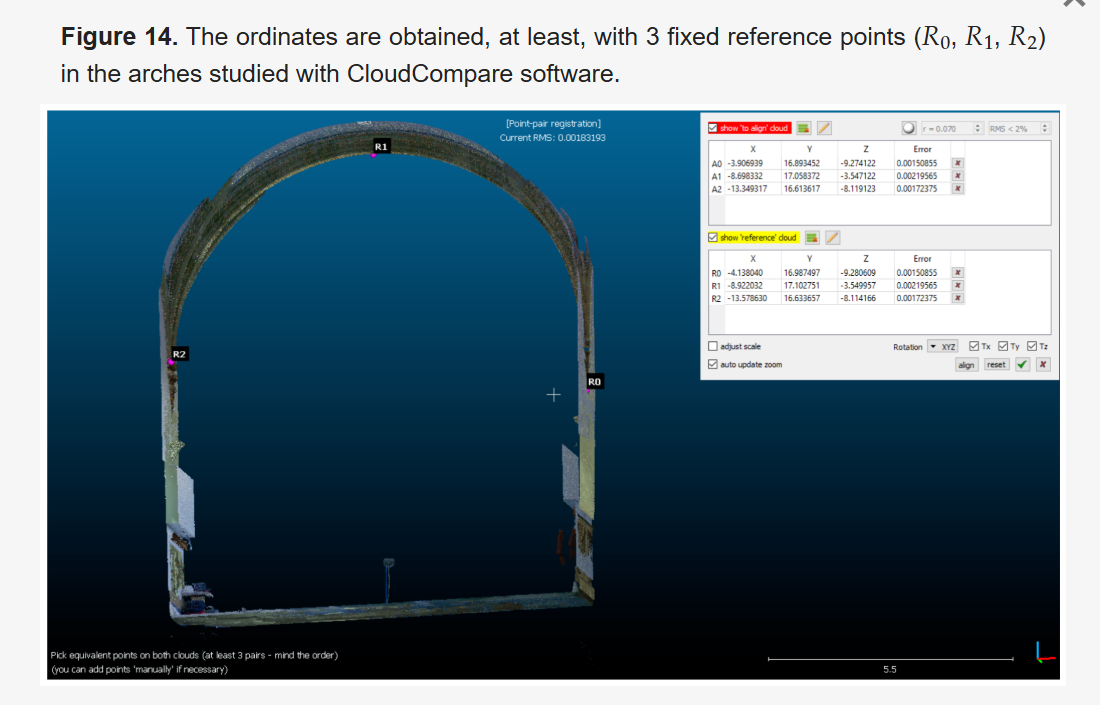 Figure 14. The ordinates are obtained, at least, with 3 fixed reference points (R0, R1, R2)
in the arches studied with CloudCompare software.
[Point-pair registration]
Current RMS: 0.00183193
R1
R2
R0
show 'to align' cloud
r = 0.070
RMS < 2%
X Y Z Error
A0 -3.906939 16.893452 -9.274122 0.00150855
A1 -8.698332 17.058372 -3.547122 0.00219565
A2 -13.349317 16.613617 -8.119123 0.00172375
show 'reference' cloud
X Y Z Error
R0 -4.138040 16.987497 -9.280609 0.00150855
R1 -8.922032 17.102751 -3.549957 0.00219565
R2 -13.578630 16.633657 -8.114166 0.00172375
adjust scale
Rotation XYZ Tx Ty Tz
auto update zoom
align reset
Pick equivalent points on both clouds (at least 3 pairs - mind the order)
(you can add points 'manually' if necessary)
5.5